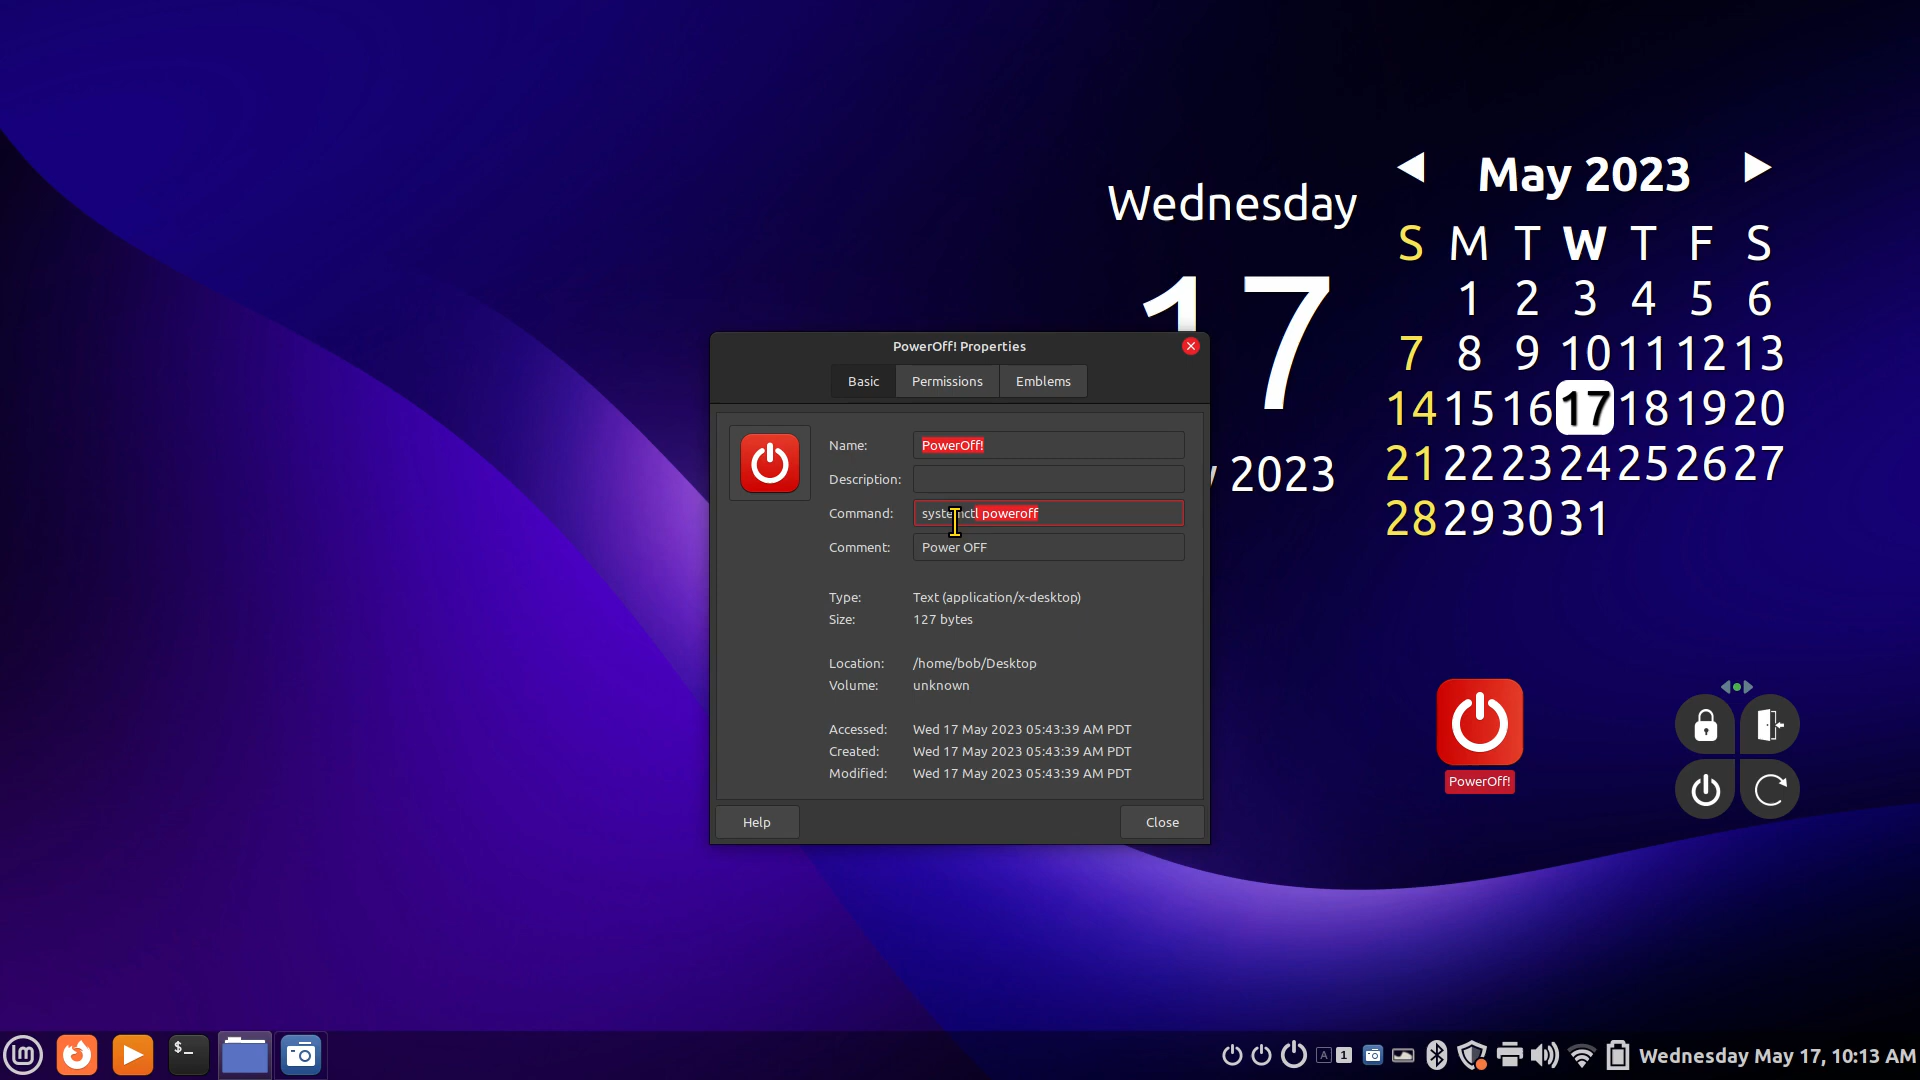 Wednesday
17
2023
May 2023
S M T W T F S
1 2 3 4 5 6
7 8 9 10 11 12 13
14 15 16 17 18 19 20
21 22 23 24 25 26 27
28 29 30 31
PowerOff! Properties
Basic Permissions Emblems
Name: PowerOff!
Description:
Command: systemctl poweroff
Comment: Power OFF
Type: Text (application/x-desktop)
Size: 127 bytes
Location: /home/bob/Desktop
Volume: unknown
Accessed: Wed 17 May 2023 05:43:39 AM PDT
Created: Wed 17 May 2023 05:43:39 AM PDT
Modified: Wed 17 May 2023 05:43:39 AM PDT
Help Close
PowerOff!
$_ A 1 Wednesday May 17, 10:13 AM